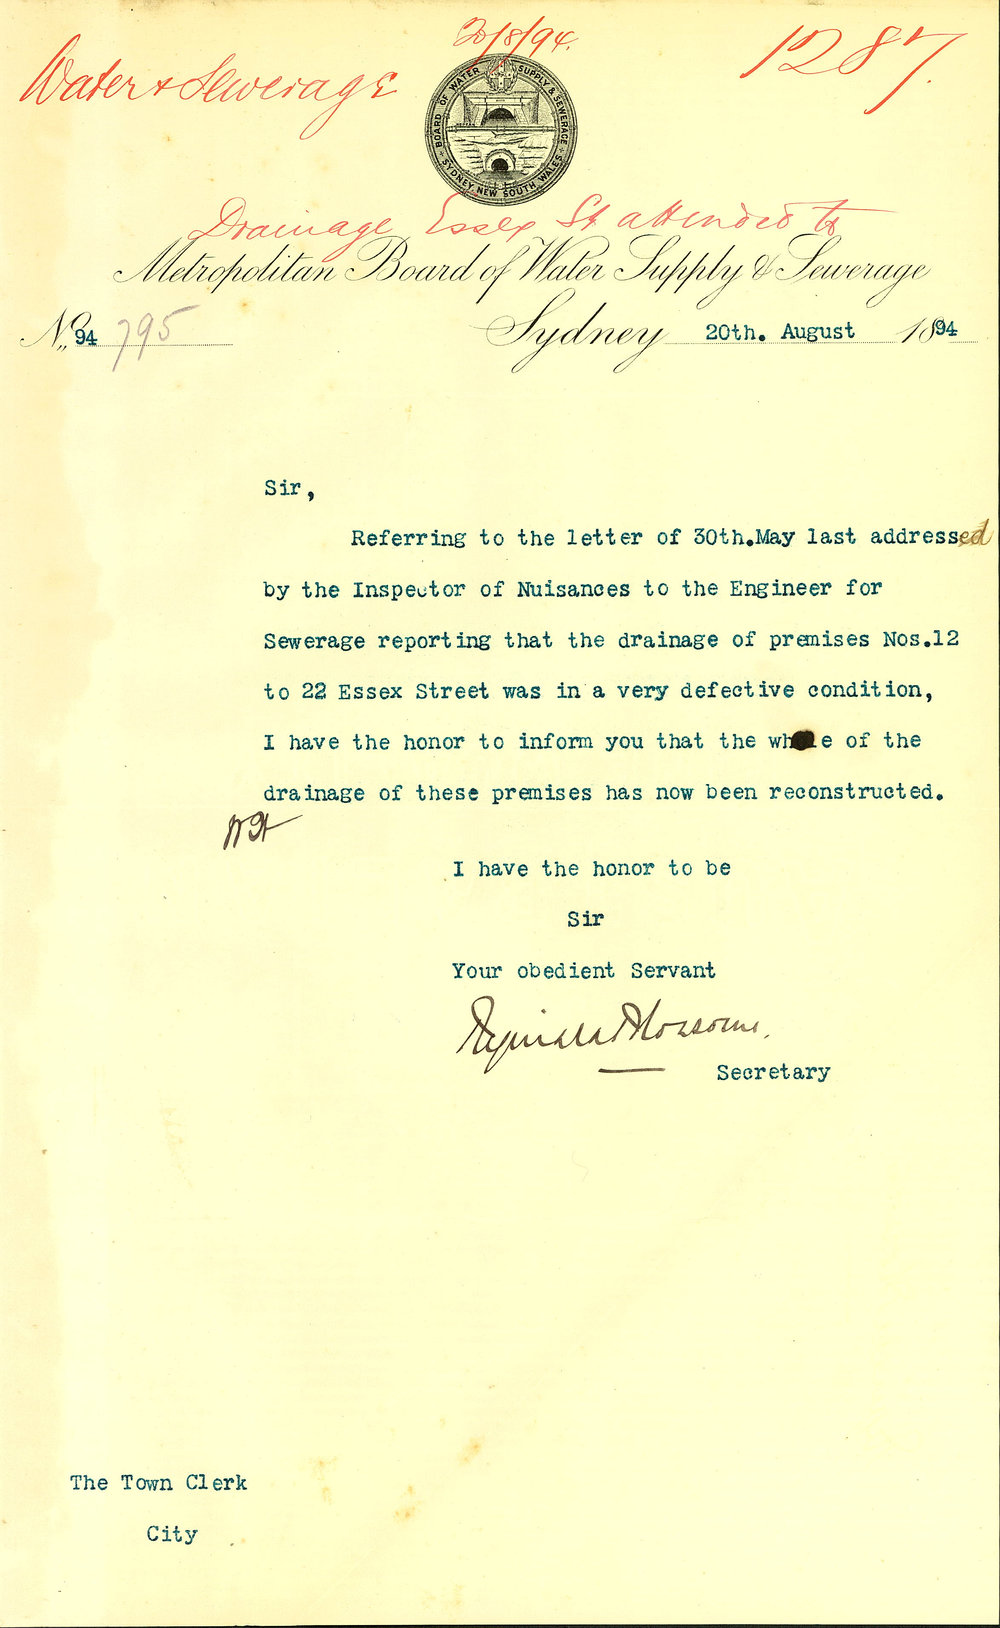 20/8/94.
Water & Sewerage
1287.
BOARD OF WATER SUPPLY & SEWERAGE
SYDNEY NEW SOUTH WALES
Drainage Essex St attended to
Metropolitan Board of Water Supply & Sewerage
No. 94 795
Sydney 20th. August 1894
Sir,
Referring to the letter of 30th.May last addressed
by the Inspector of Nuisances to the Engineer for
Sewerage reporting that the drainage of premises Nos.12
to 22 Essex Street was in a very defective condition,
I have the honor to inform you that the whole of the
drainage of these premises has now been reconstructed.
I have the honor to be
Sir
Your obedient Servant
Secretary
The Town Clerk
City